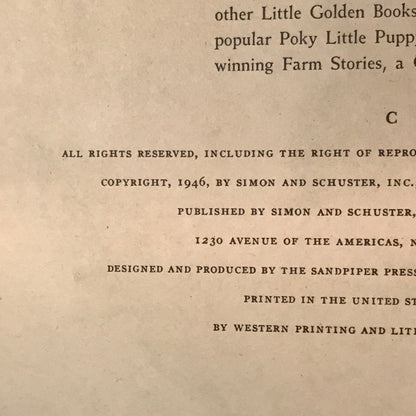 other Little Golden Books
popular Poky Little Puppy
winning Farm Stories, a
C
ALL RIGHTS RESERVED, INCLUDING THE RIGHT OF REPRO
COPYRIGHT, 1946, BY SIMON AND SCHUSTER, INC.
PUBLISHED BY SIMON AND SCHUSTER,
1230 AVENUE OF THE AMERICAS, N
DESIGNED AND PRODUCED BY THE SANDPIPER PRESS
PRINTED IN THE UNITED ST
BY WESTERN PRINTING AND LIT